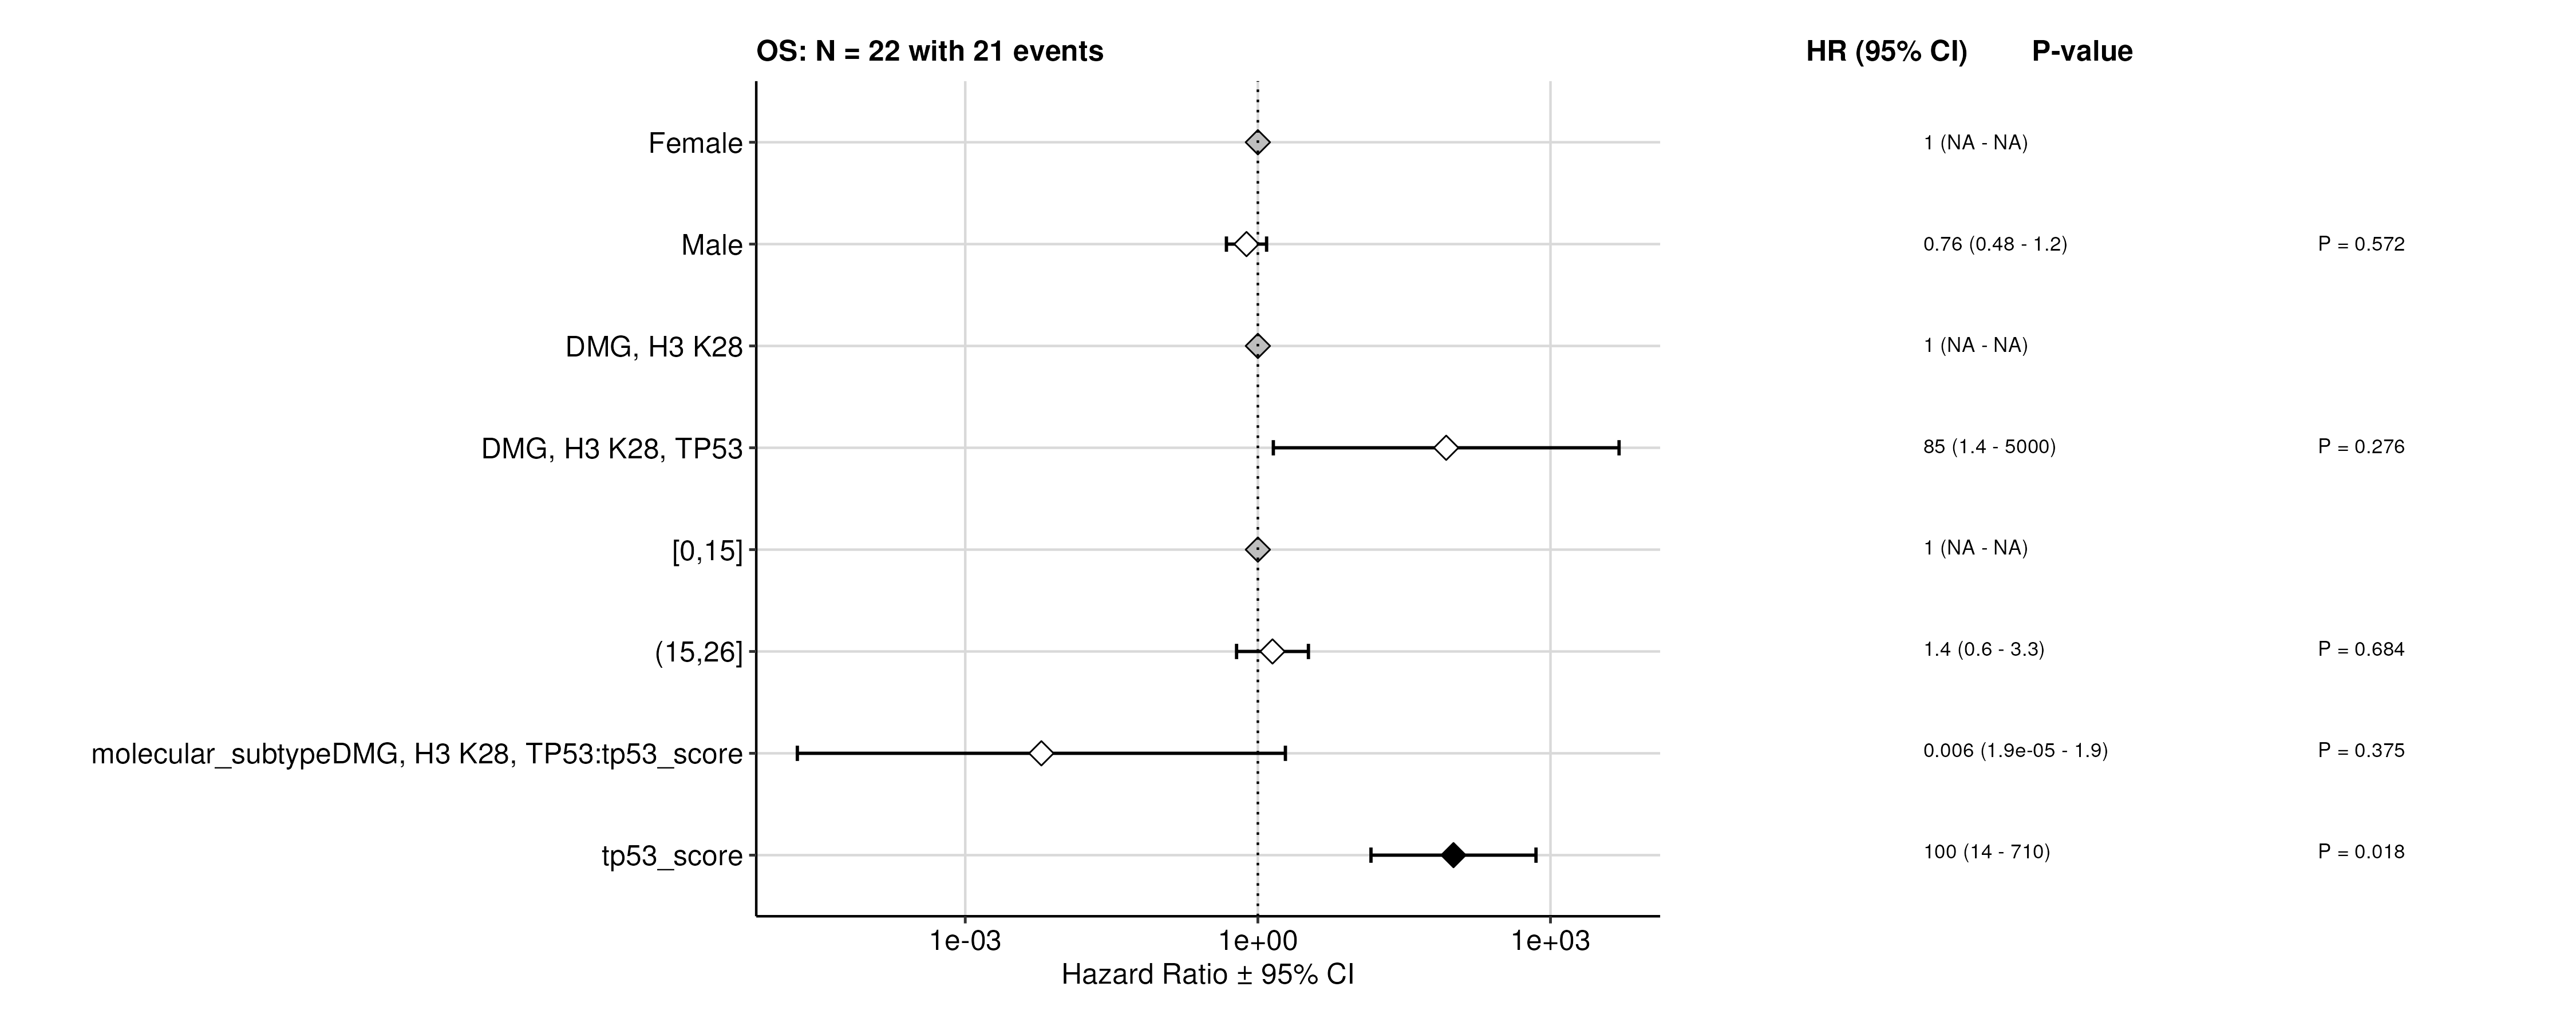 OS: N = 22 with 21 events HR (95% CI) P-value
Female 1 (NA - NA)
Male 0.76 (0.48 - 1.2) P = 0.572
DMG, H3 K28 1 (NA - NA)
DMG, H3 K28, TP53 85 (1.4 - 5000) P = 0.276
[0,15] 1 (NA - NA)
(15,26] 1.4 (0.6 - 3.3) P = 0.684
molecular_subtypeDMG, H3 K28, TP53:tp53_score 0.006 (1.9e-05 - 1.9) P = 0.375
tp53_score 100 (14 - 710) P = 0.018
1e-03 1e+00 1e+03
Hazard Ratio ± 95% CI